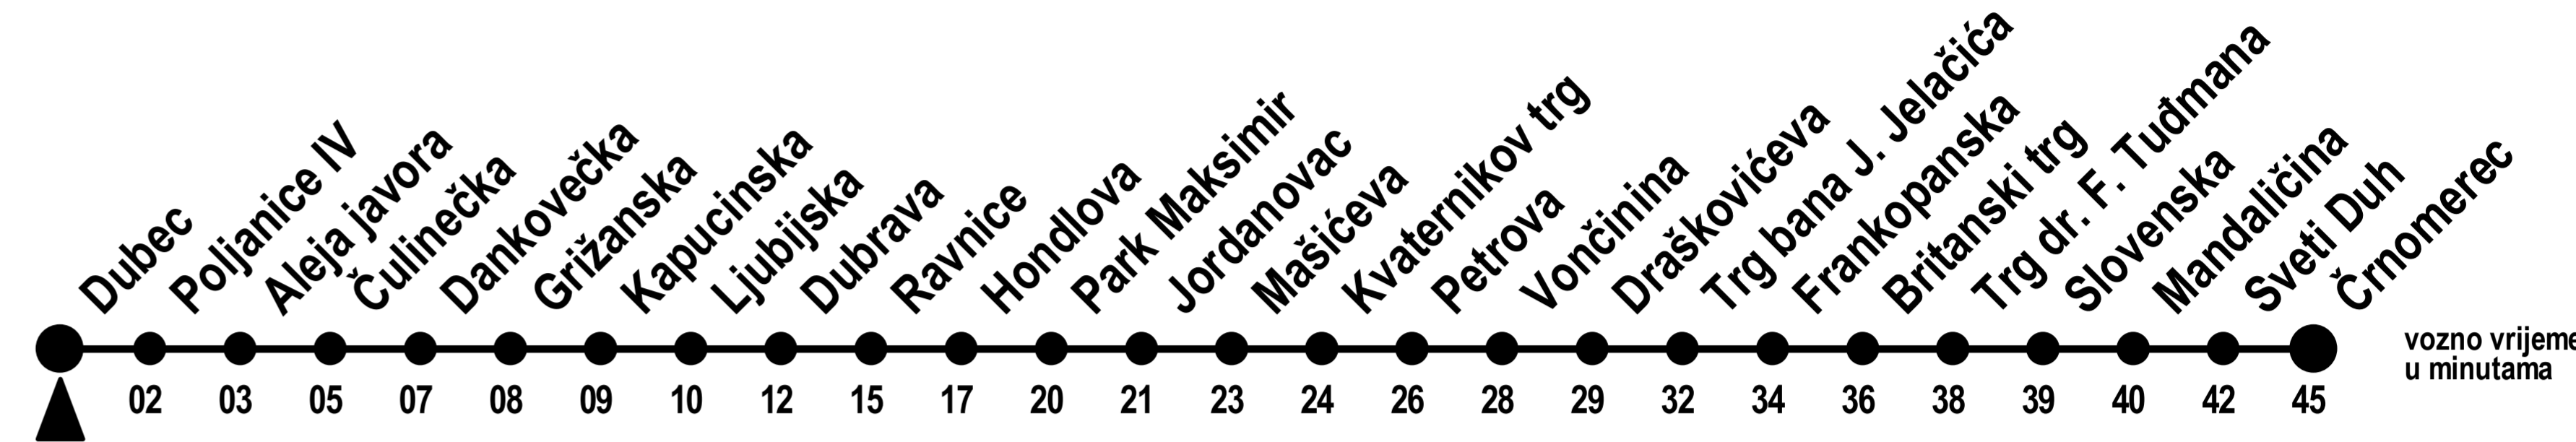 Dubec
Poljanice IV
Aleja javora
Čulinečka
Dankovečka
Grižanska
Kapucinska
Ljubijska
Dubrava
Ravnice
Hondlova
Park Maksimir
Jordanovac
Mašićeva
Kvaternikov trg
Petrova
Vončinina
Draškovićeva
Trg bana J. Jelačića
Frankopanska
Britanski trg
Trg dr. F. Tuđmana
Slovenska
Mandaličina
Sveti Duh
Črnomerec
02 03 05 07 08 09 10 12 15 17 20 21 23 24 26 28 29 32 34 36 38 39 40 42 45
vozno vrijeme
u minutama